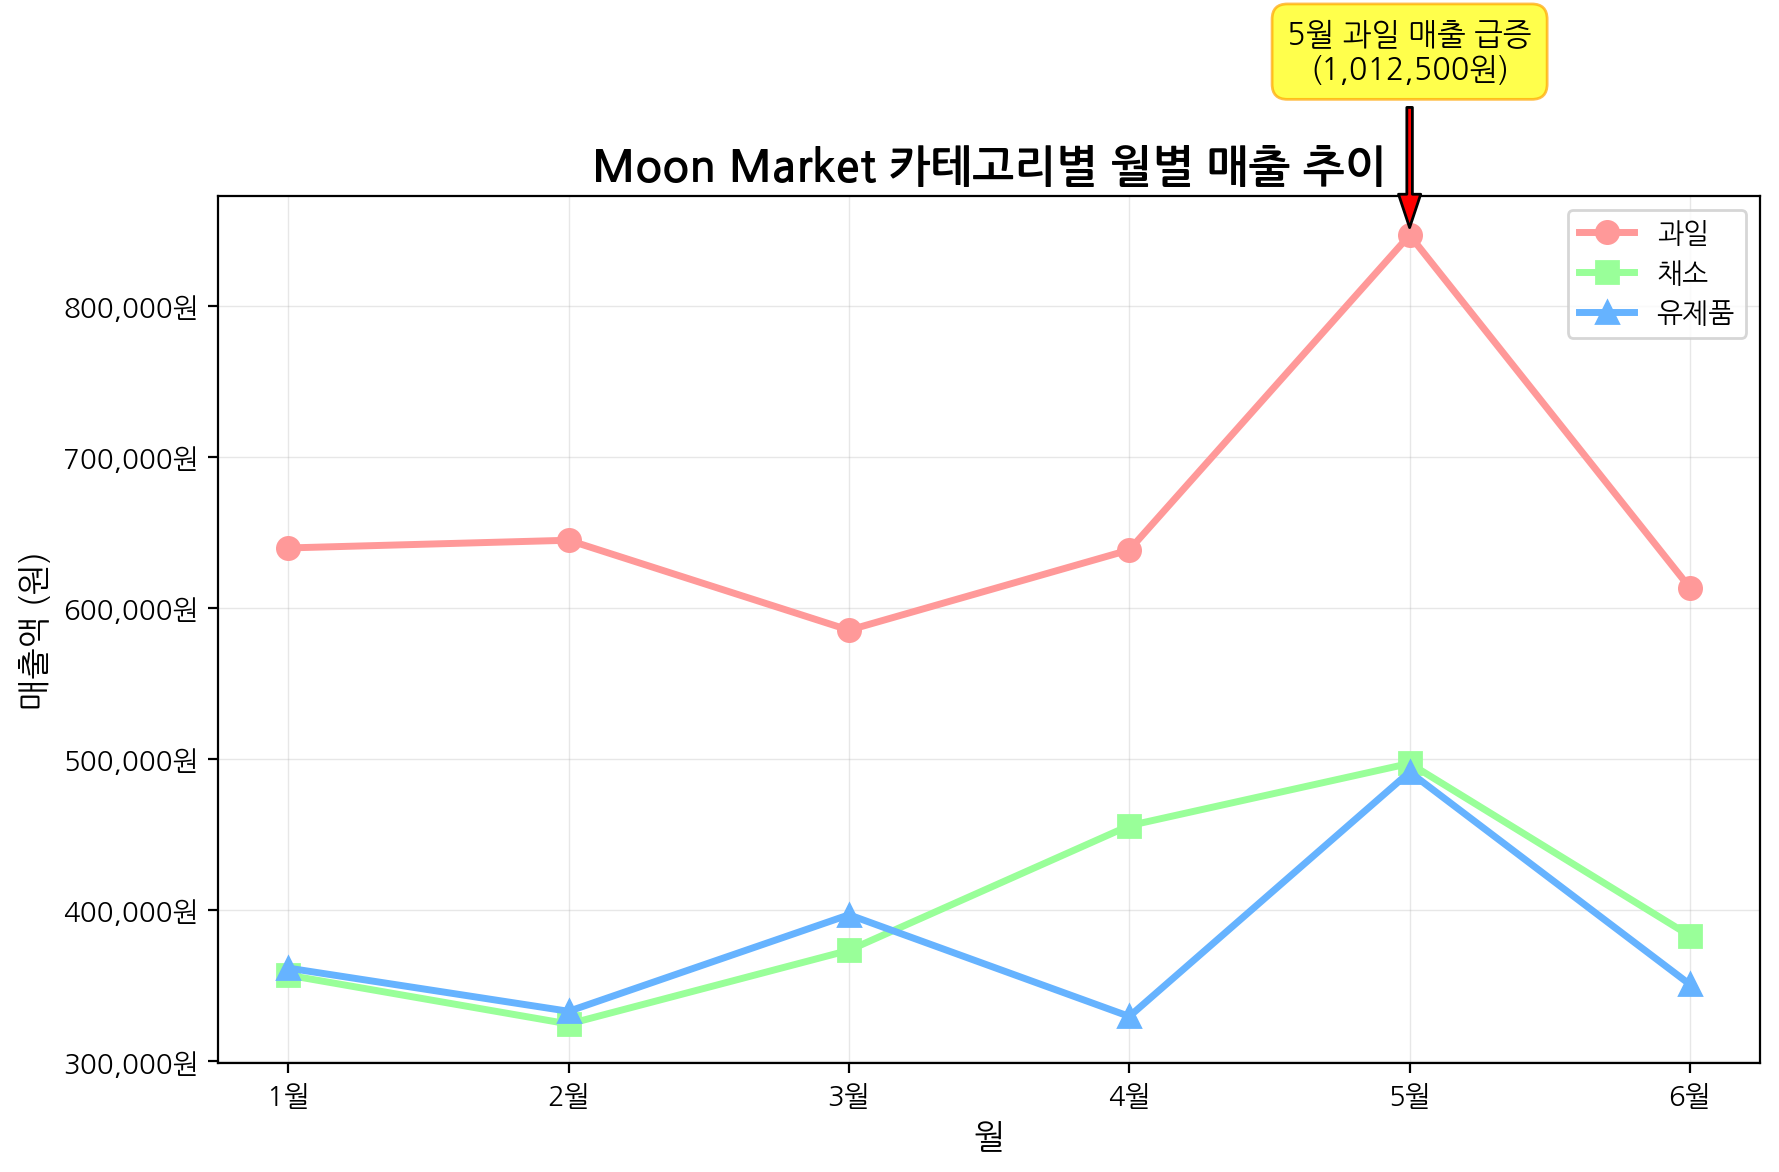 5월 과일 매출 급증
(1,012,500원)
Moon Market 카테고리별 월별 매출 추이
과일
채소
유제품
매출액 (원)
800,000원
700,000원
600,000원
500,000원
400,000원
300,000원
1월 2월 3월 4월 5월 6월
월